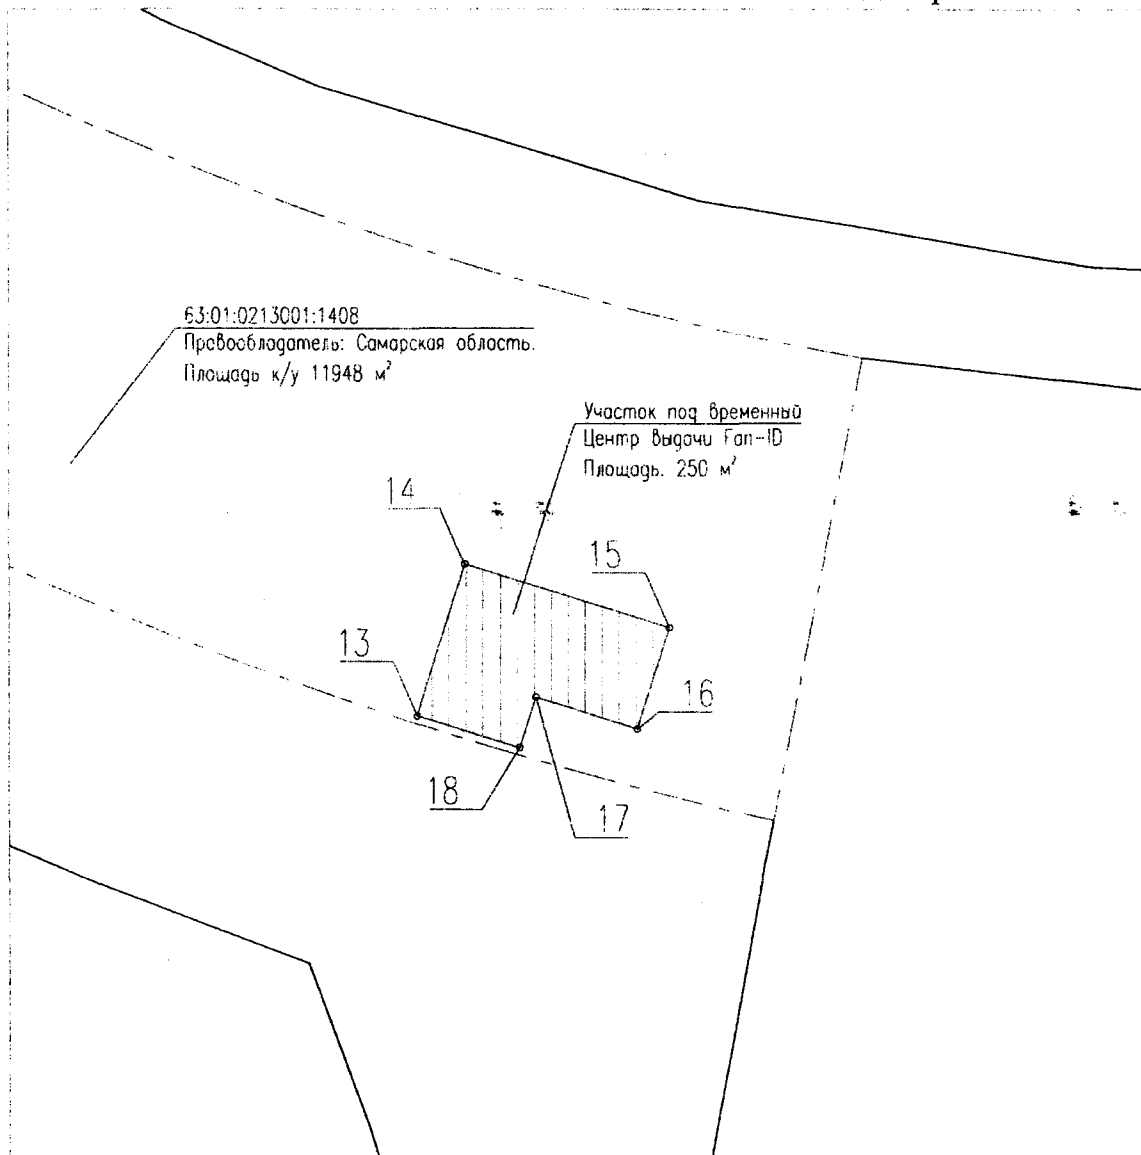 63:01:0213001:1408
Правообладатель: Самарская область.
Площадь к/у 11948 м²
Участок под временный
Центр выдачи Fan-ID
Площадь. 250 м²
14
15
13
16
18
17